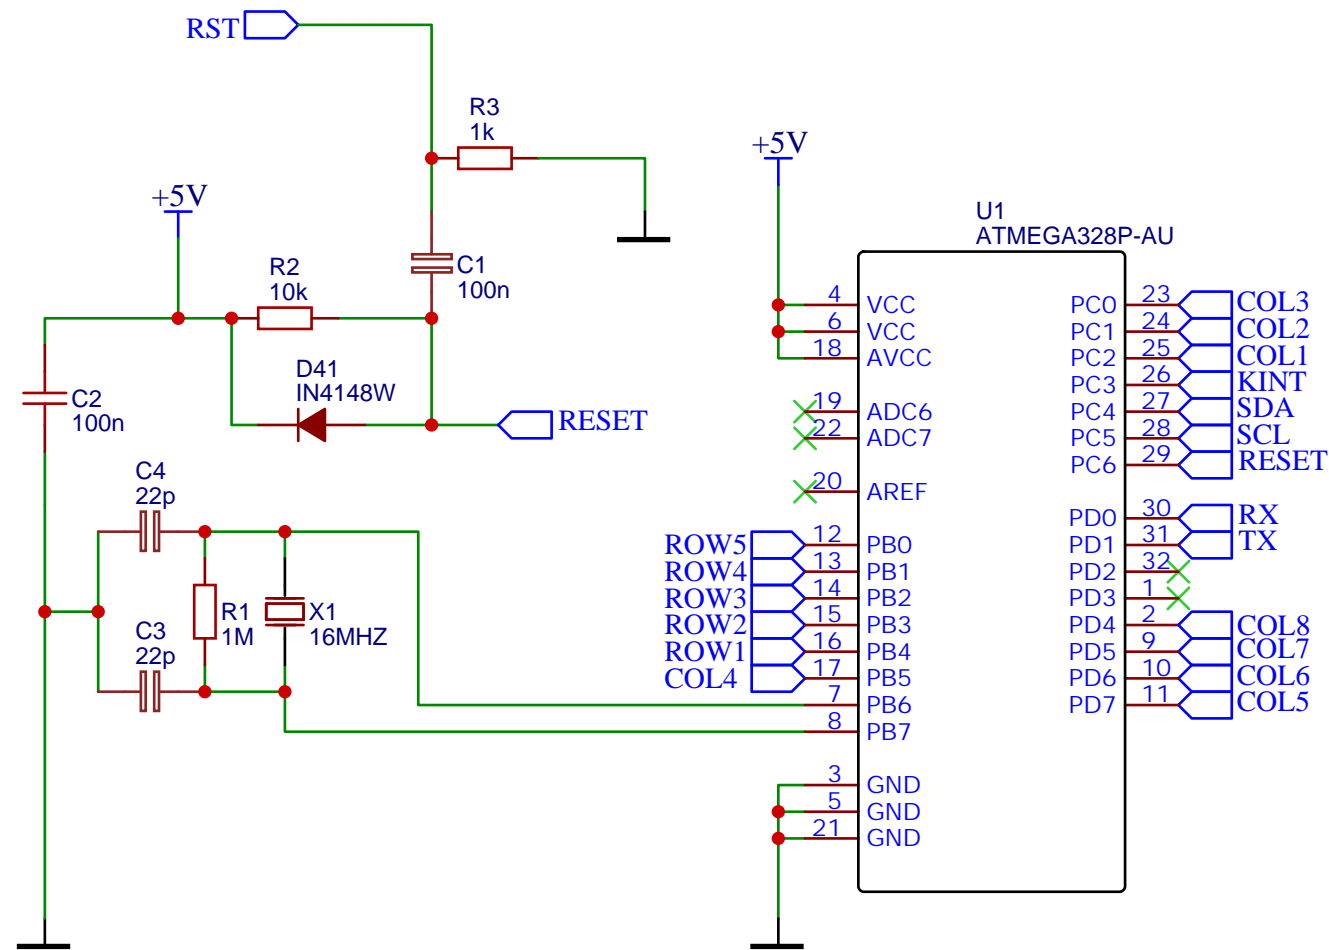 RST
R3
1k
+5V
+5V
U1
ATMEGA328P-AU
R2
10k
C1
100n
D41
IN4148W
C2
100n
RESET
C4
22p
R1
1M
X1
16MHZ
C3
22p
4 VCC
6 VCC
18 AVCC
19 ADC6
22 ADC7
20 AREF
ROW5 12 PB0
ROW4 13 PB1
ROW3 14 PB2
ROW2 15 PB3
ROW1 16 PB4
COL4 17 PB5
7 PB6
8 PB7
3 GND
5 GND
21 GND
PC0 23 COL3
PC1 24 COL2
PC2 25 COL1
PC3 26 KINT
PC4 27 SDA
PC5 28 SCL
PC6 29 RESET
PD0 30 RX
PD1 31 TX
PD2 32
PD3 1
PD4 2 COL8
PD5 9 COL7
PD6 10 COL6
PD7 11 COL5